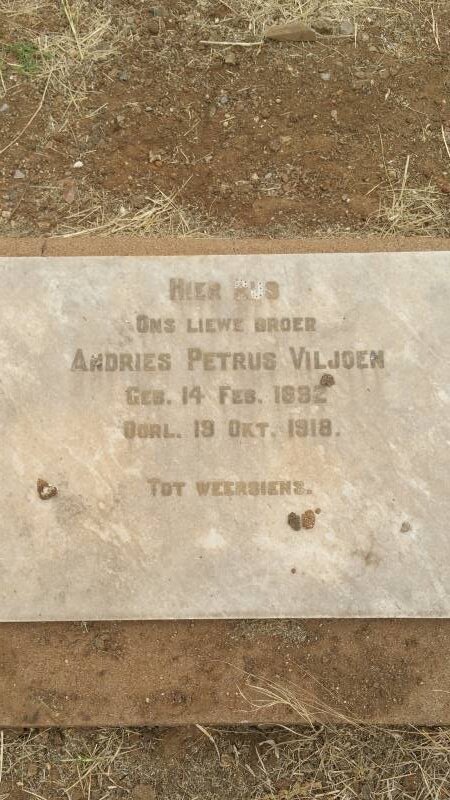 HIER RUS
ONS LIEWE BROER
ANDRIES PETRUS VILJOEN
GEB. 14 FEB. 1892
OORL. 19 OKT. 1918.
TOT WEERSIENS.